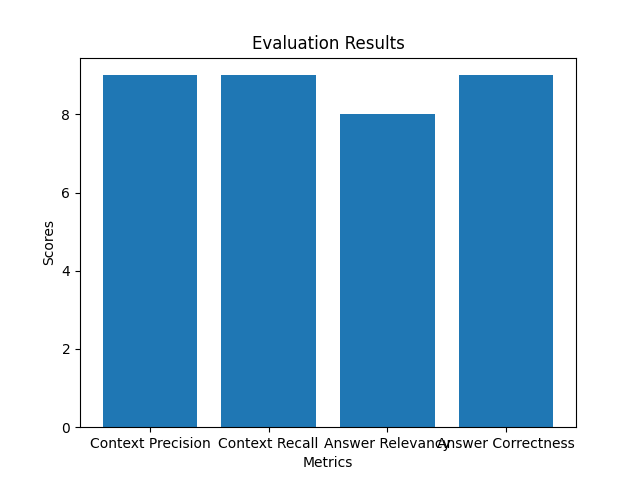 Evaluation Results
Scores
8
6
4
2
0
Context Precision Context Recall Answer Relevancy Answer Correctness
Metrics